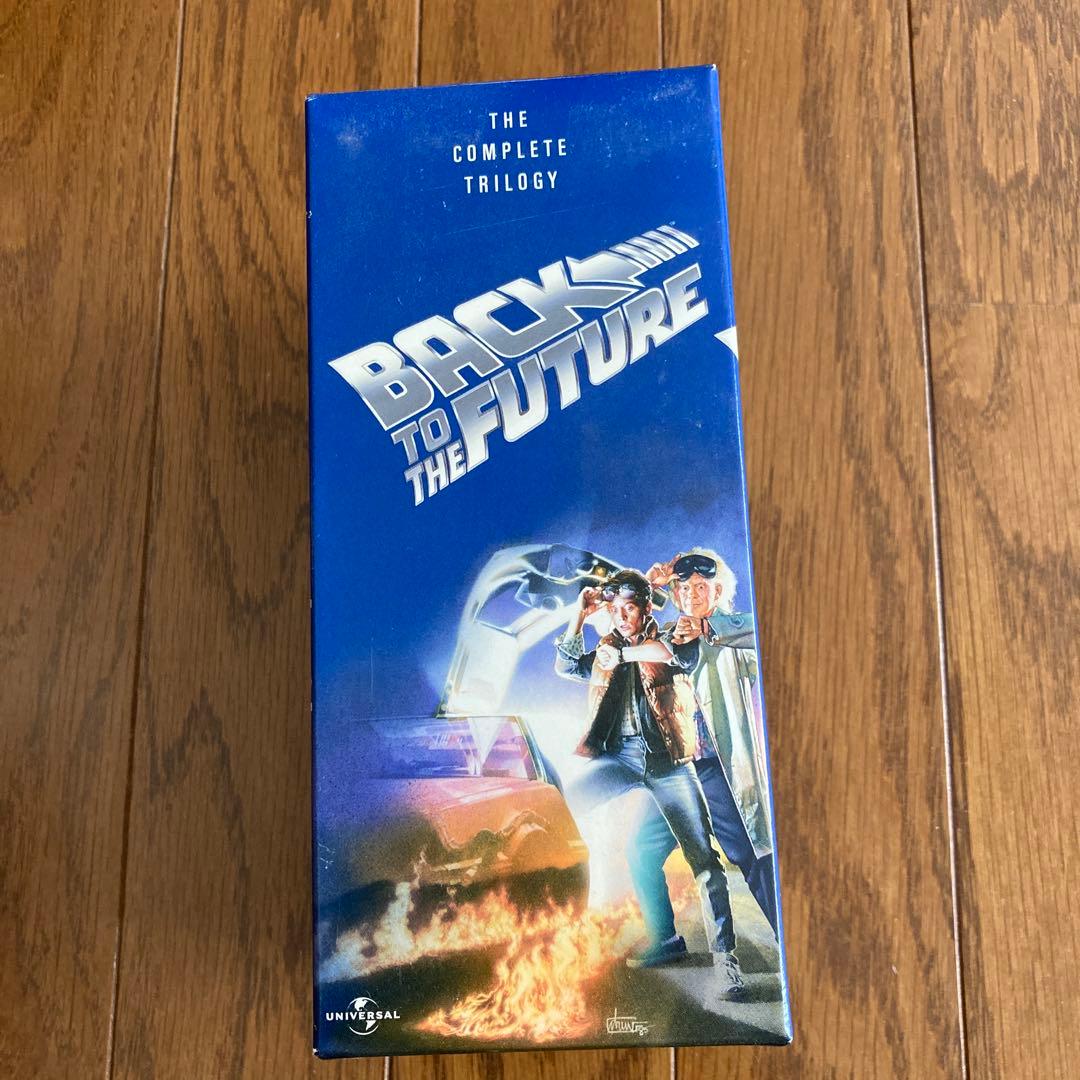 THE
COMPLETE
TRILOGY
BACK
TO
THE FUTURE
UNIVERSAL